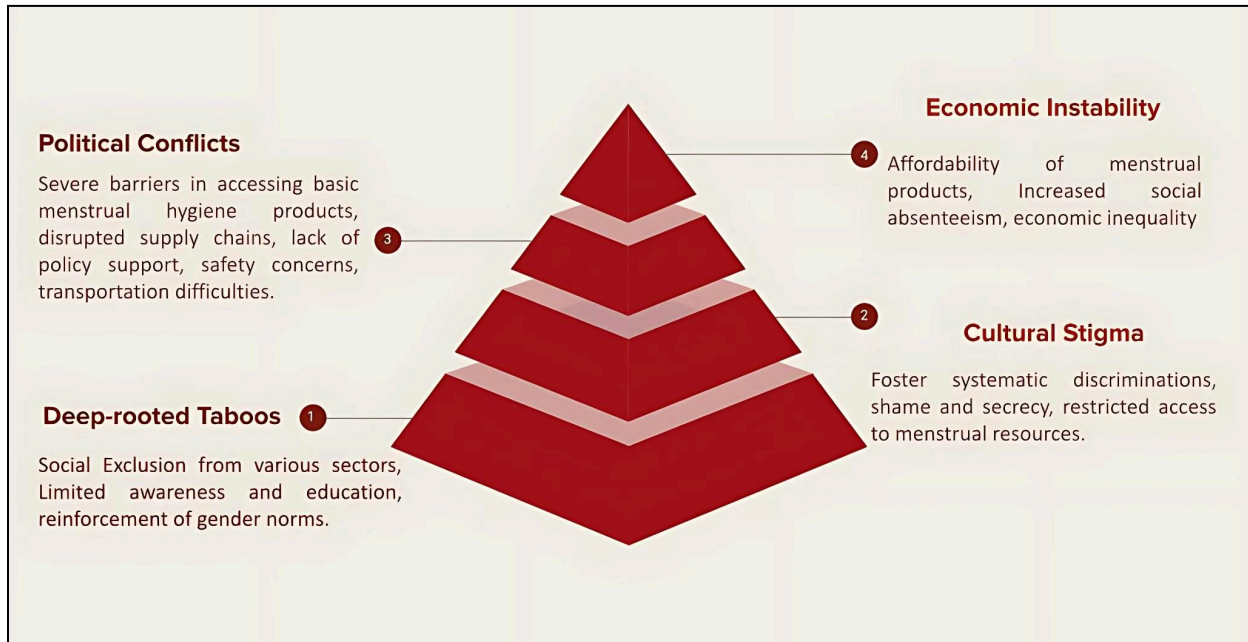 Political Conflicts
Severe barriers in accessing basic
menstrual hygiene products,
disrupted supply chains, lack of
policy support, safety concerns,
transportation difficulties.
3
Economic Instability
4
Affordability of menstrual
products, Increased social
absenteeism, economic inequality
2
Cultural Stigma
Foster systematic discriminations,
shame and secrecy, restricted access
to menstrual resources.
Deep-rooted Taboos 1
Social Exclusion from various sectors,
Limited awareness and education,
reinforcement of gender norms.